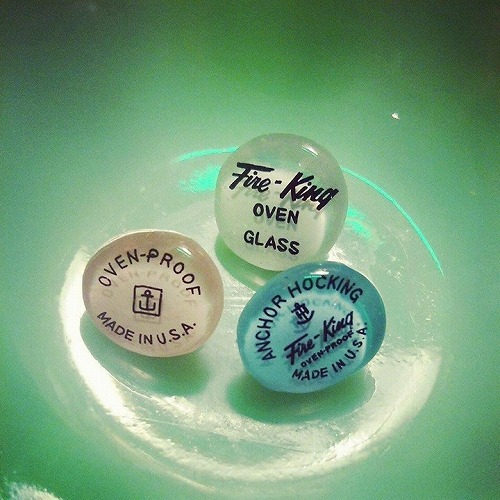 Fire-King
OVEN
GLASS
OVEN-PROOF
MADE IN U.S.A.
ANCHOR HOCKING
Fire-King
OVEN-PROOF
MADE IN U.S.A.